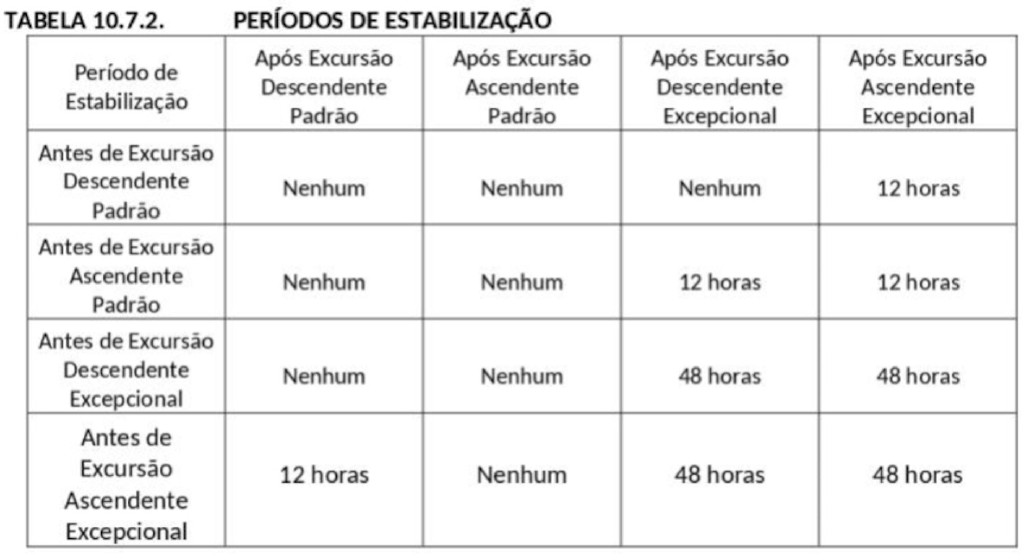 TABELA 10.7.2. PERÍODOS DE ESTABILIZAÇÃO
Período de
Estabilização
Após Excursão
Descendente
Padrão
Após Excursão
Ascendente
Padrão
Após Excursão
Descendente
Excepcional
Após Excursão
Ascendente
Excepcional
Antes de Excursão
Descendente
Padrão
Nenhum
Nenhum
Nenhum
12 horas
Antes de Excursão
Ascendente
Padrão
Nenhum
Nenhum
12 horas
12 horas
Antes de Excursão
Descendente
Excepcional
Nenhum
Nenhum
48 horas
48 horas
Antes de
Excursão
Ascendente
Excepcional
12 horas
Nenhum
48 horas
48 horas